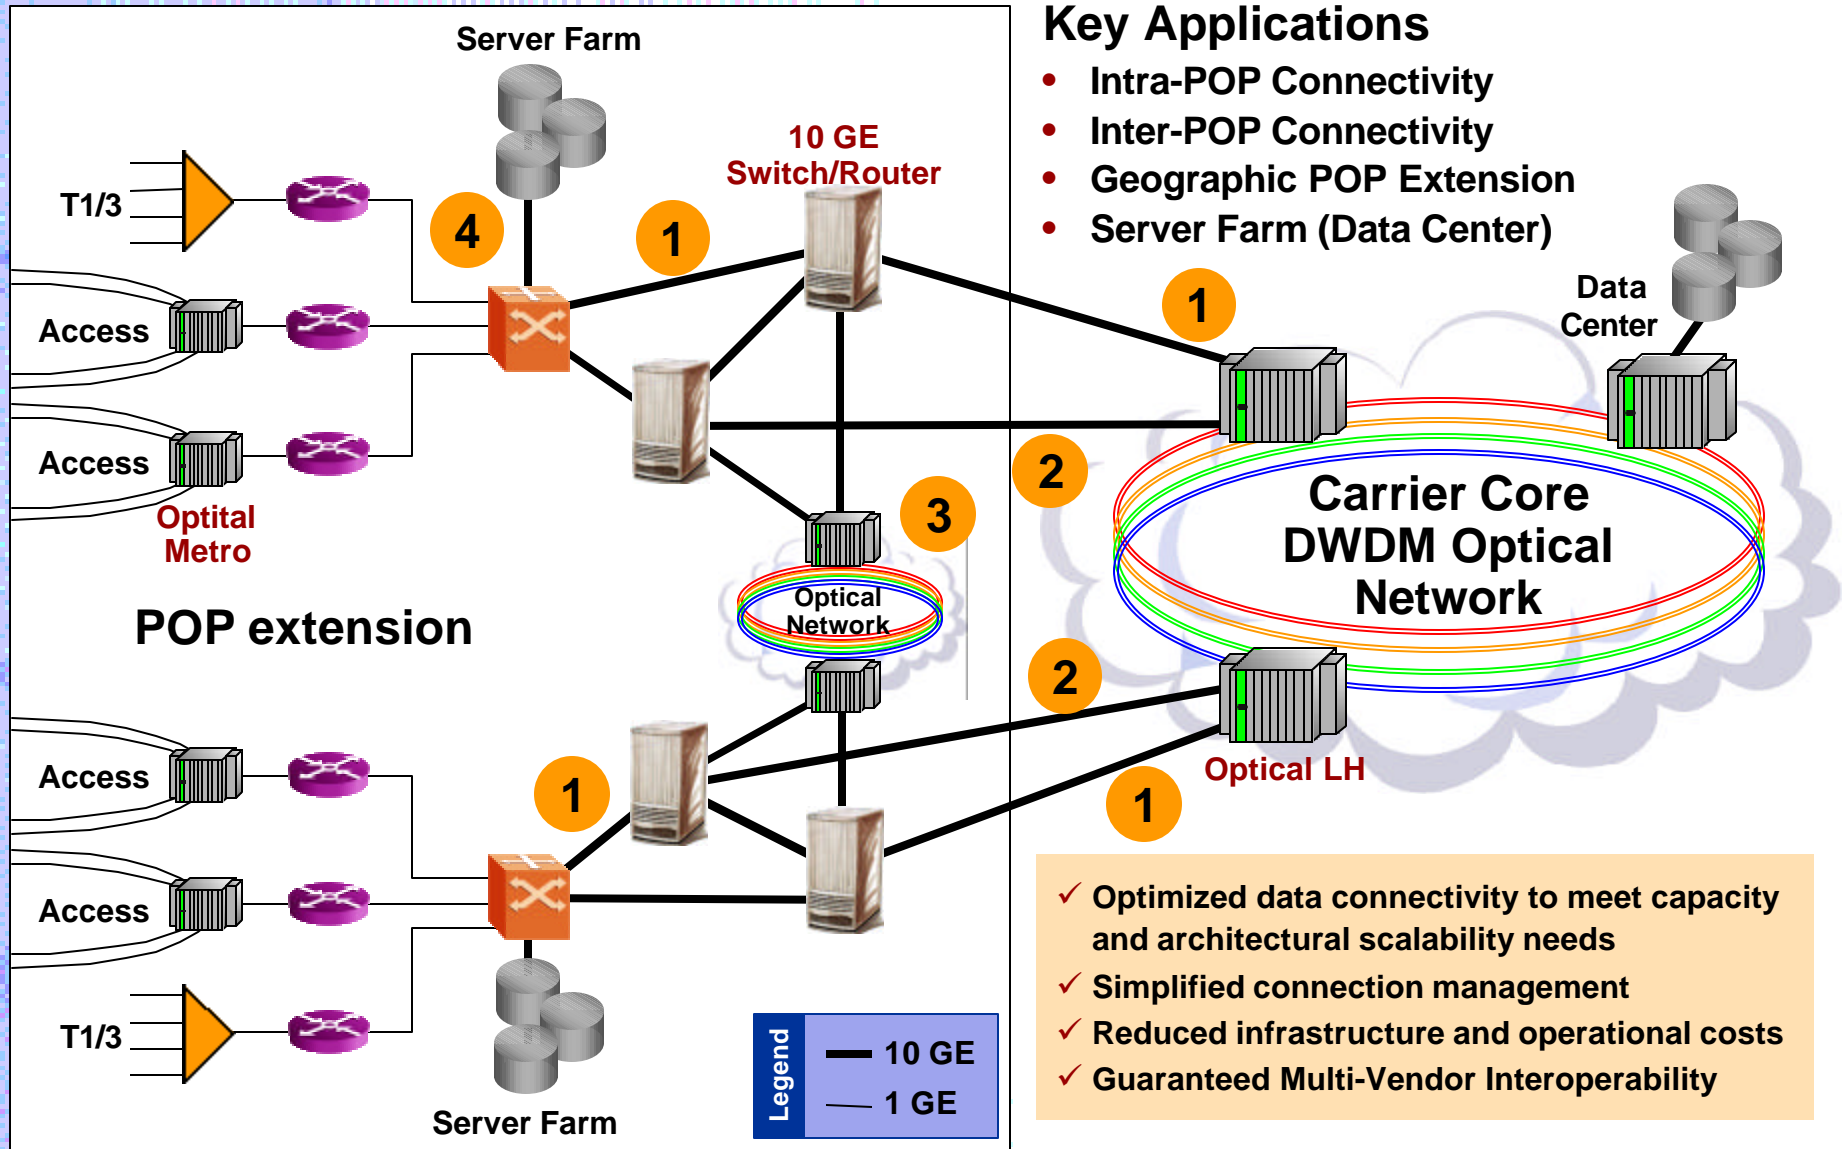 Server Farm
10 GE
Switch/Router
T1/3
4
1
Access
Access
Optital
Metro
3
Optical
Network
POP extension
Access
1
Access
T1/3
Server Farm
Legend
10 GE
1 GE
Key Applications
• Intra-POP Connectivity
• Inter-POP Connectivity
• Geographic POP Extension
• Server Farm (Data Center)
1
Data
Center
2
Carrier Core
DWDM Optical
Network
2
Optical LH
1
✓ Optimized data connectivity to meet capacity
and architectural scalability needs
✓ Simplified connection management
✓ Reduced infrastructure and operational costs
✓ Guaranteed Multi-Vendor Interoperability